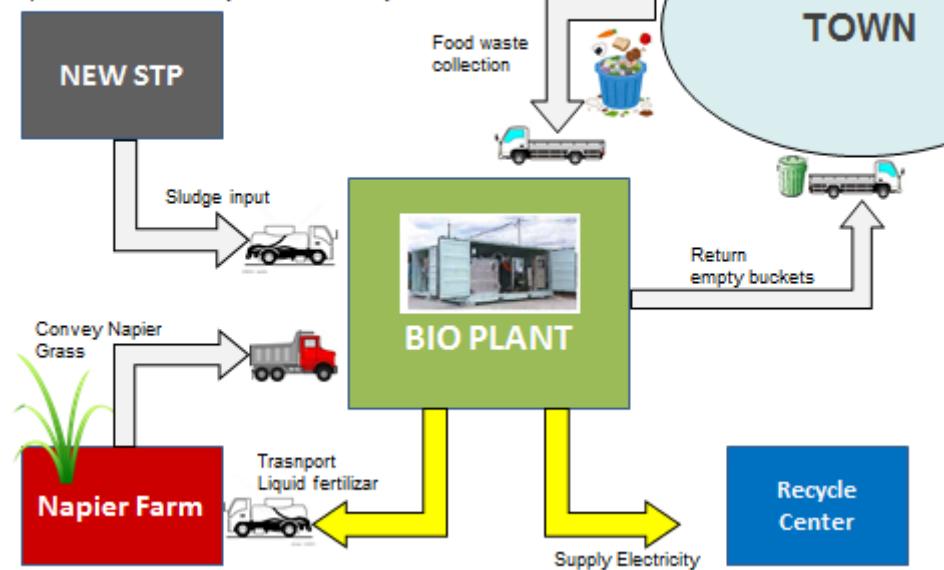 TOWN
Food waste
collection
NEW STP
Sludge input
Return
empty buckets
BIO PLANT
Convey Napier
Grass
Trasnport
Liquid fertilizar
Napier Farm
Recycle
Center
Supply Electricity